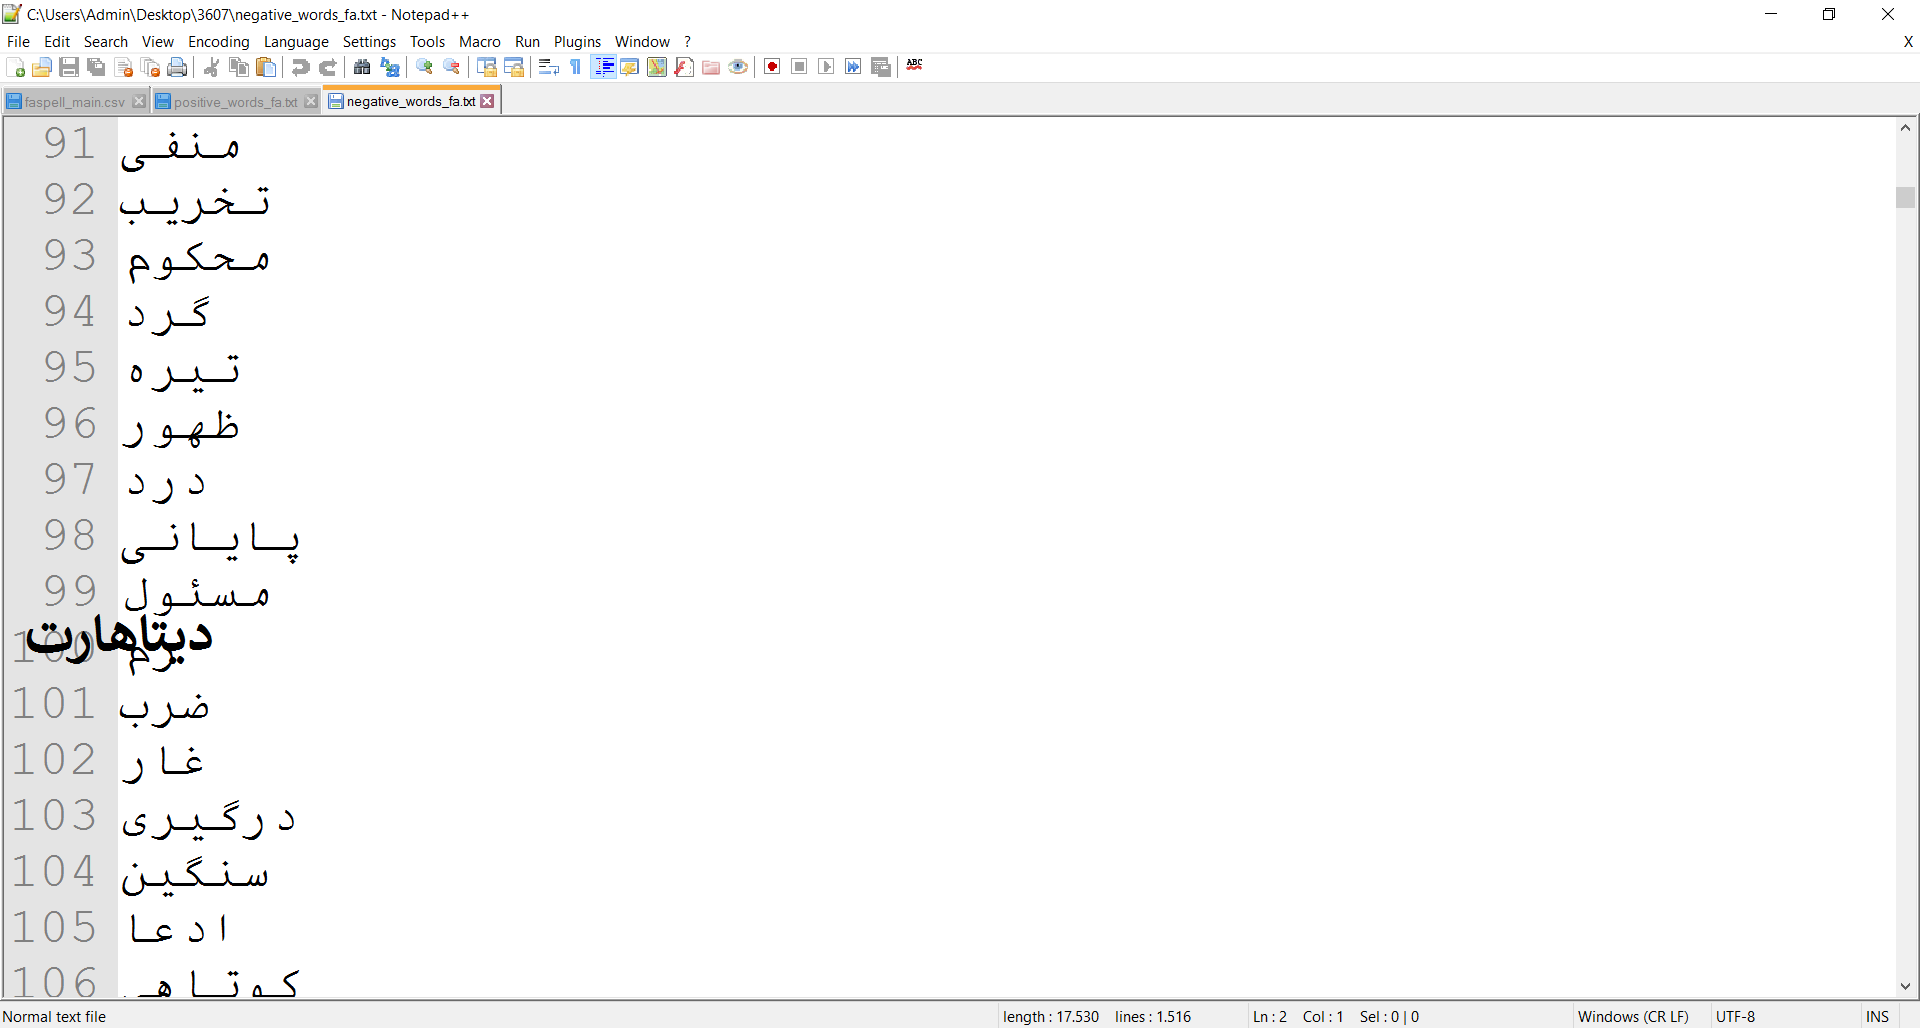 C:\Users\Admin\Desktop\3607\negative_words_fa.txt - Notepad++
File Edit Search View Encoding Language Settings Tools Macro Run Plugins Window ? X
faspell_main.csv positive_words_fa.txt negative_words_fa.txt
91 منفی
92 تخریب
93 محکوم
94 گرد
95 تیره
96 ظهور
97 درد
98 پایانی
99 مسئول
دیتاهارت
100
101 ضرب
102 غار
103 درگیری
104 سنگین
105 ادعا
106 کوتاهی
Normal text file length : 17.530 lines : 1.516 Ln : 2 Col : 1 Sel : 0 | 0 Windows (CR LF) UTF-8 INS